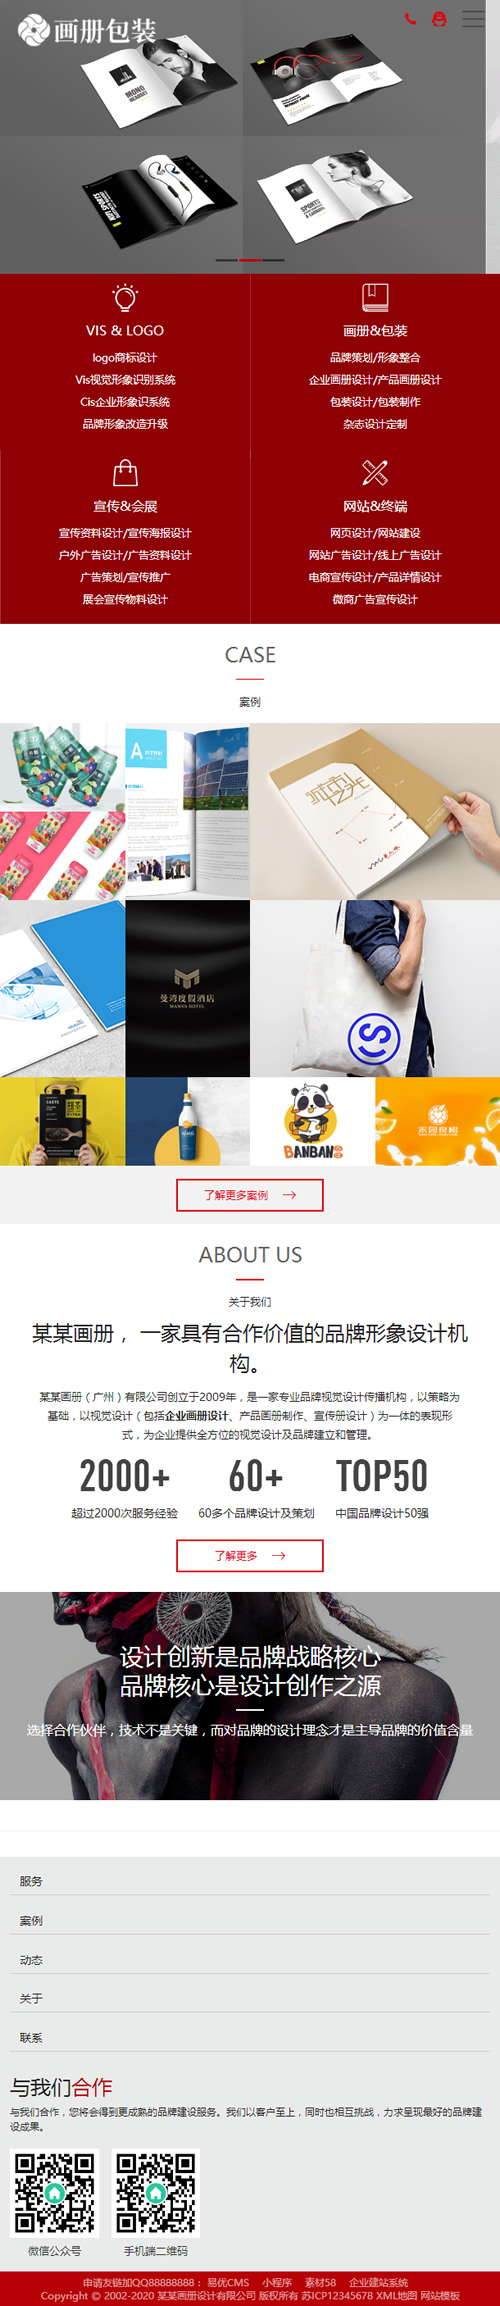 画册包装
MONO
HEADSET
SPORTS
VIS & LOGO
logo商标设计
Vis视觉形象识别系统
Cis企业形象识系统
品牌形象改造升级
画册&包装
品牌策划/形象整合
企业画册设计/产品画册设计
包装设计/包装制作
杂志设计定制
宣传&会展
宣传资料设计/宣传海报设计
户外广告设计/广告资料设计
广告策划/宣传推广
展会宣传物料设计
网站&终端
网页设计/网站建设
网站广告设计/线上广告设计
电商宣传设计/产品详情设计
微商广告宣传设计
CASE
案例
A
曼湾度假酒店
MANVA HOTEL
CASTS
BANBAN
了解更多案例
ABOUT US
关于我们
某某画册， 一家具有合作价值的品牌形象设计机
构。
某某画册（广州）有限公司创立于2009年，是一家专业品牌视觉设计传播机构，以策略为
基础，以视觉设计（包括企业画册设计、产品画册制作、宣传册设计）为一体的表现形
式，为企业提供全方位的视觉设计及品牌建立和管理。
2000+ 60+ TOP50
超过2000次服务经验 60多个品牌设计及策划 中国品牌设计50强
了解更多
设计创新是品牌战略核心
品牌核心是设计创作之源
选择合作伙伴，技术不是关键，而对品牌的设计理念才是主导品牌的价值含量
服务
案例
动态
关于
联系
与我们合作
与我们合作，您将会得到更成熟的品牌建设服务。我们以客户至上，同时也相互挑战，力求呈现最好的品牌建
设成果。
微信公众号 手机端二维码
申请友链加QQ88888888： 易优CMS 小程序 素材58 企业建站系统
Copyright © 2002-2020 某某画册设计有限公司 版权所有 苏ICP12345678 XML地图 网站模板